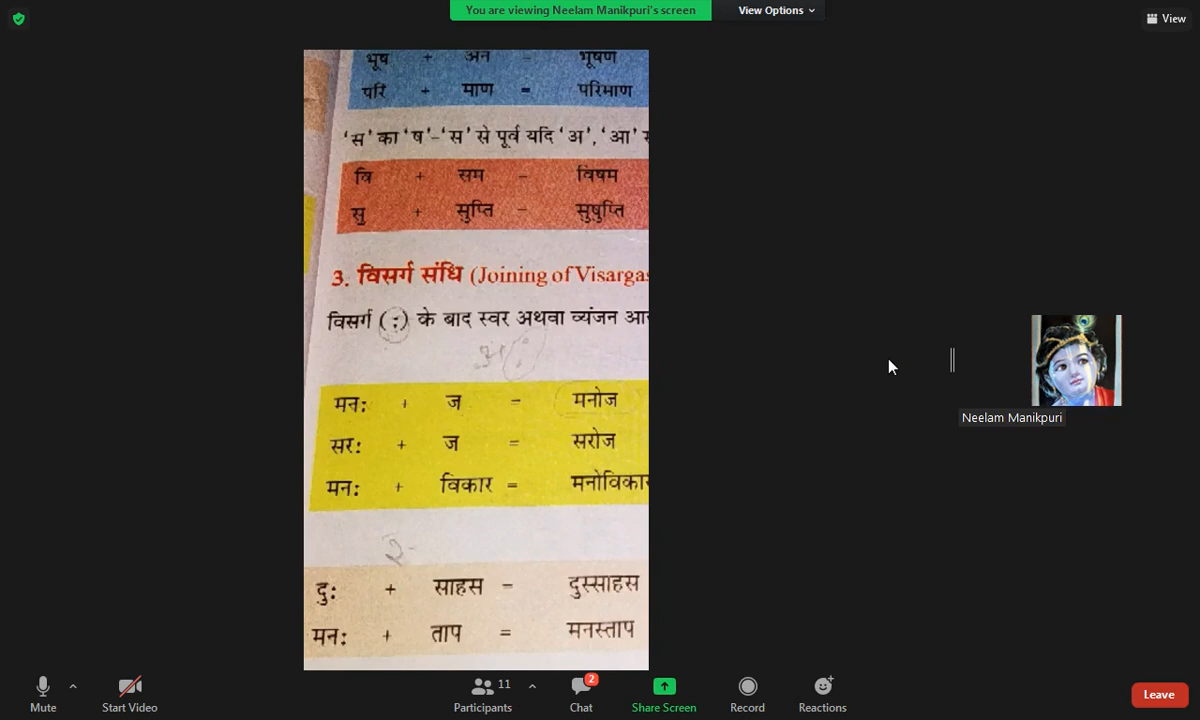 You are viewing Neelam Manikpuri's screen
View Options
View
भूष + अन - भूषण
परि + माण = परिमाण
'स' का 'ष'-'स' से पूर्व यदि 'अ', 'आ'
वि + सम - विषम
सु + सुप्ति - सुषुप्ति
3. विसर्ग संधि (Joining of Visargas
विसर्ग (:) के बाद स्वर अथवा व्यंजन आ
अ :
मन: + ज = मनोज
सर: + ज = सरोज
मन: + विकार = मनोविकार
दु: + साहस - दुस्साहस
मन: + ताप = मनस्ताप
Neelam Manikpuri
Mute
Start Video
11
Participants
2
Chat
Share Screen
Record
Reactions
Leave